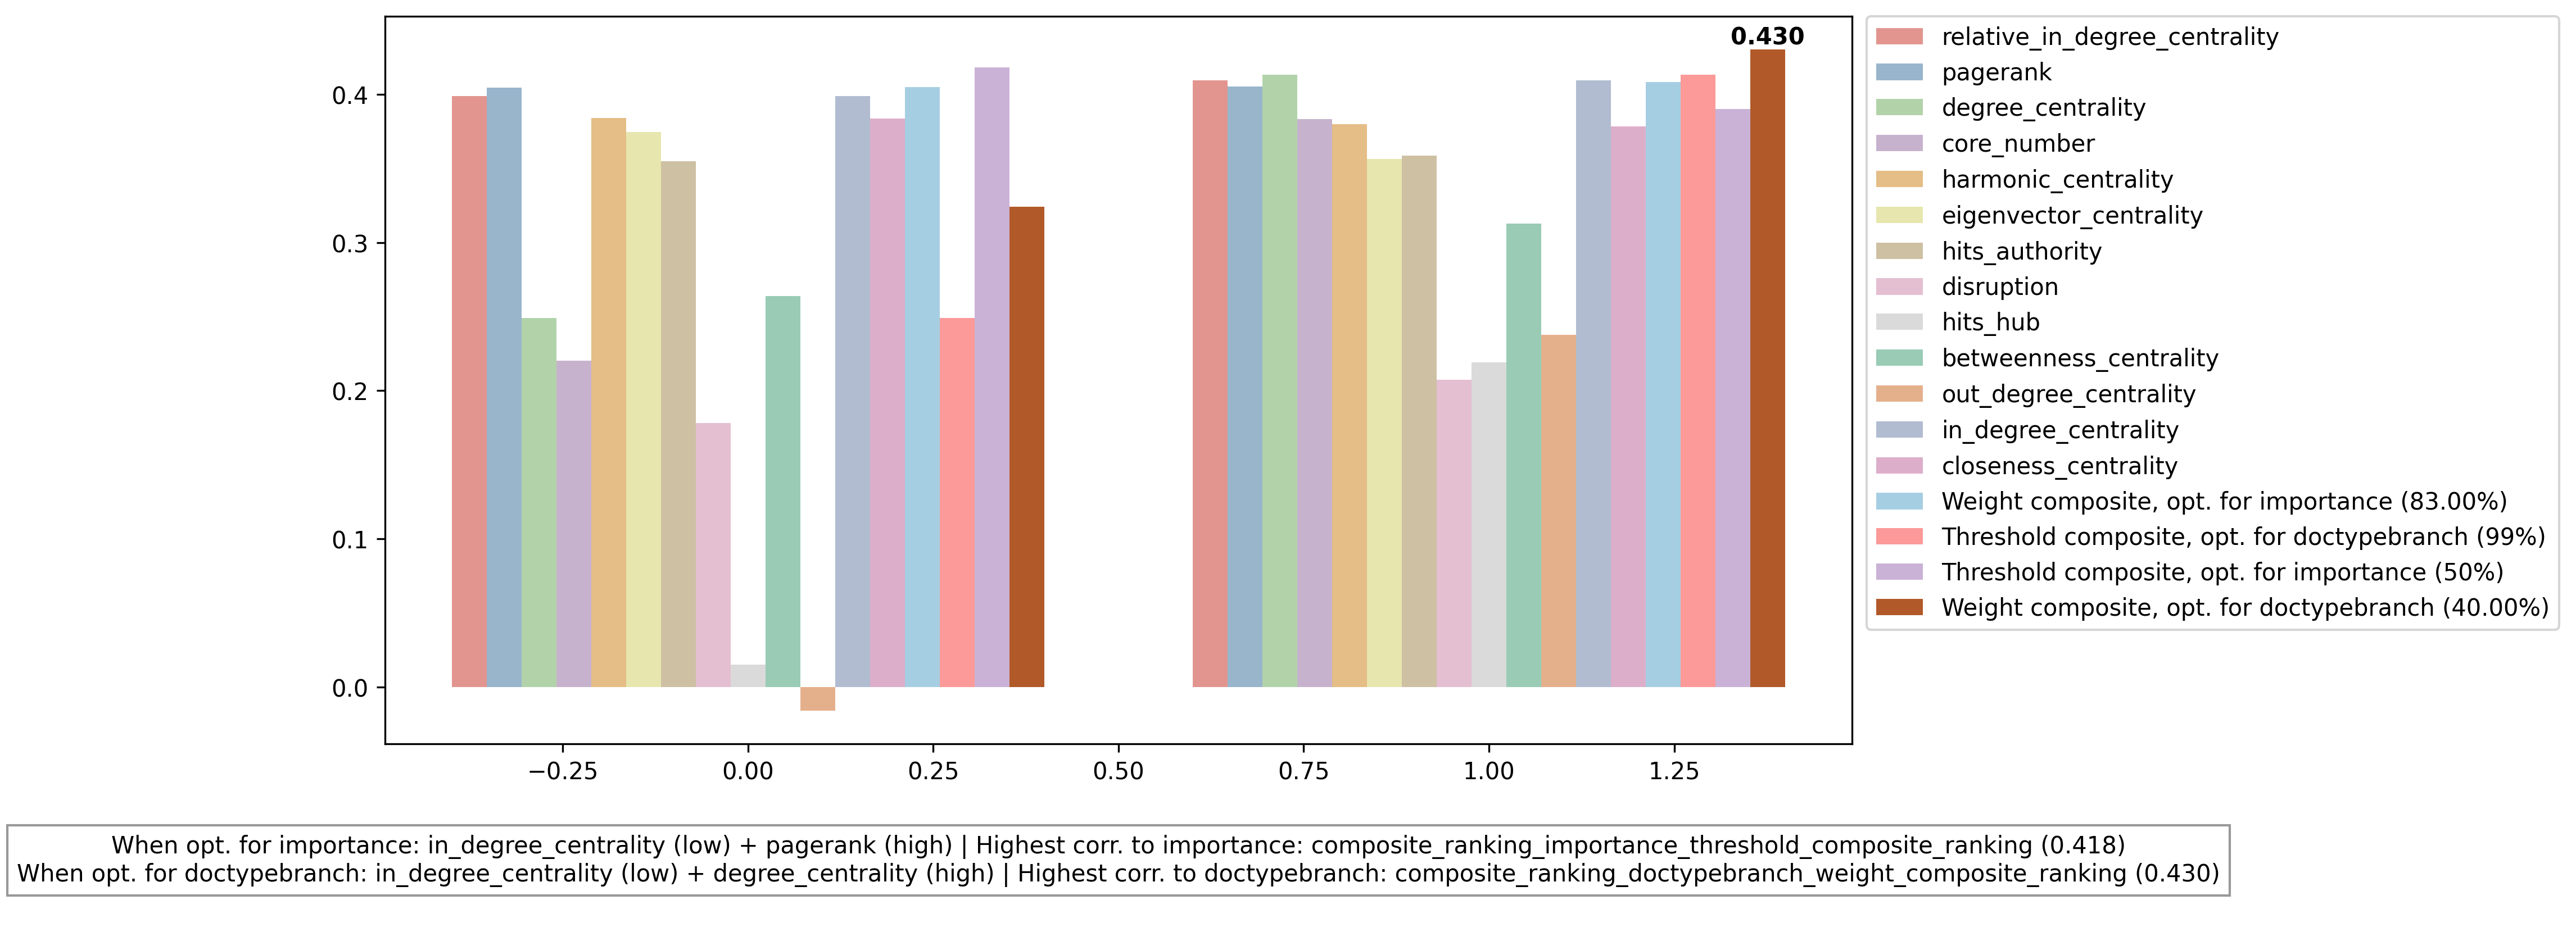 0.430
0.4
0.3
0.2
0.1
0.0
−0.25 0.00 0.25 0.50 0.75 1.00 1.25
relative_in_degree_centrality
pagerank
degree_centrality
core_number
harmonic_centrality
eigenvector_centrality
hits_authority
disruption
hits_hub
betweenness_centrality
out_degree_centrality
in_degree_centrality
closeness_centrality
Weight composite, opt. for importance (83.00%)
Threshold composite, opt. for doctypebranch (99%)
Threshold composite, opt. for importance (50%)
Weight composite, opt. for doctypebranch (40.00%)
When opt. for importance: in_degree_centrality (low) + pagerank (high) | Highest corr. to importance: composite_ranking_importance_threshold_composite_ranking (0.418)
When opt. for doctypebranch: in_degree_centrality (low) + degree_centrality (high) | Highest corr. to doctypebranch: composite_ranking_doctypebranch_weight_composite_ranking (0.430)